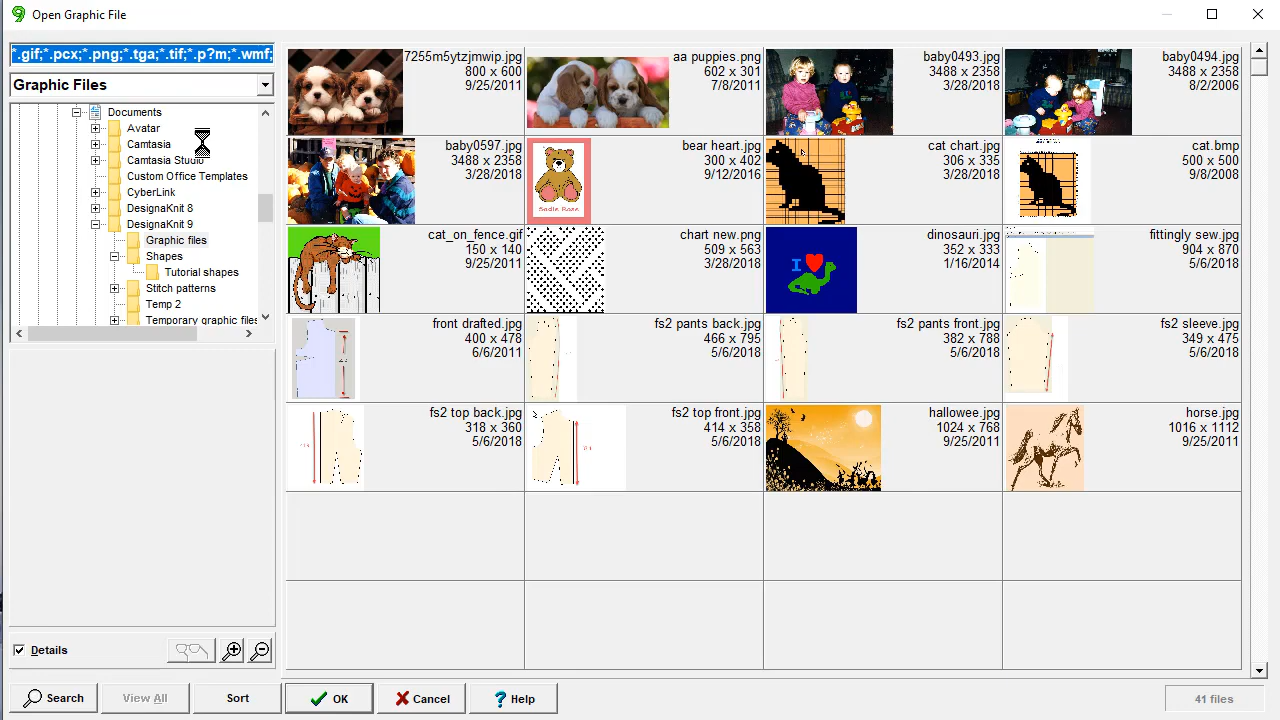 Open Graphic File
*.gif;*.pcx;*.png;*.tga;*.tif;*.p?m;*.wmf;
Graphic Files
Documents
Avatar
Camtasia
Camtasia Studio
Custom Office Templates
CyberLink
DesignaKnit 8
DesignaKnit 9
Graphic files
Shapes
Tutorial shapes
Stitch patterns
Temp 2
Temporary graphic files
7255m5ytzjmwip.jpg
800 x 600
9/25/2011
aa puppies.png
602 x 301
7/8/2011
baby0493.jpg
3488 x 2358
3/28/2018
baby0494.jpg
3488 x 2358
8/2/2006
baby0597.jpg
3488 x 2358
3/28/2018
Sadie Rose
bear heart.jpg
300 x 402
9/12/2016
cat chart.jpg
306 x 335
3/28/2018
cat.bmp
500 x 500
9/8/2008
cat_on_fence.gif
150 x 140
9/25/2011
chart new.png
509 x 563
3/28/2018
I
dinosauri.jpg
352 x 333
1/16/2014
fittingly sew.jpg
904 x 870
5/6/2018
front drafted.jpg
400 x 478
6/6/2011
fs2 pants back.jpg
466 x 795
5/6/2018
fs2 pants front.jpg
382 x 788
5/6/2018
fs2 sleeve.jpg
349 x 475
5/6/2018
fs2 top back.jpg
318 x 360
5/6/2018
fs2 top front.jpg
414 x 358
5/6/2018
hallowee.jpg
1024 x 768
9/25/2011
horse.jpg
1016 x 1112
9/25/2011
Details
Search
View All
Sort
OK
Cancel
Help
41 files